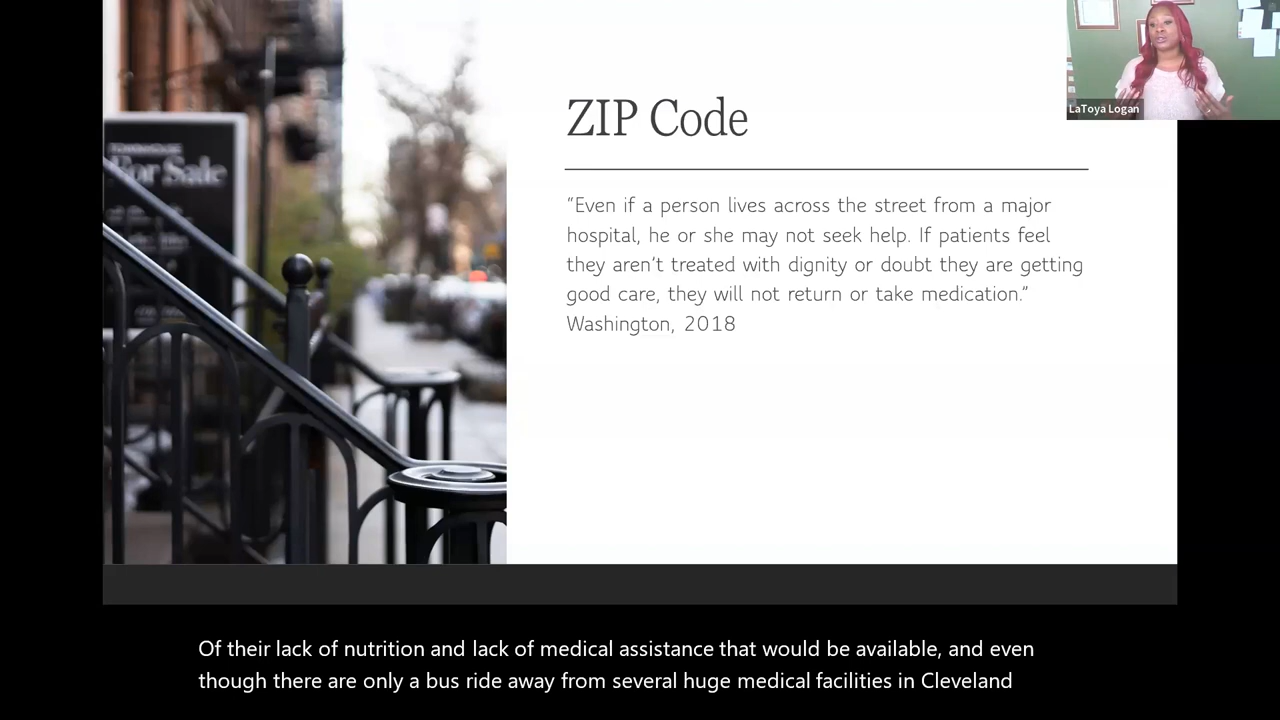 For Sale
ZIP Code
LaToya Logan
“Even if a person lives across the street from a major
hospital, he or she may not seek help. If patients feel
they aren’t treated with dignity or doubt they are getting
good care, they will not return or take medication.”
Washington, 2018
Of their lack of nutrition and lack of medical assistance that would be available, and even
though there are only a bus ride away from several huge medical facilities in Cleveland